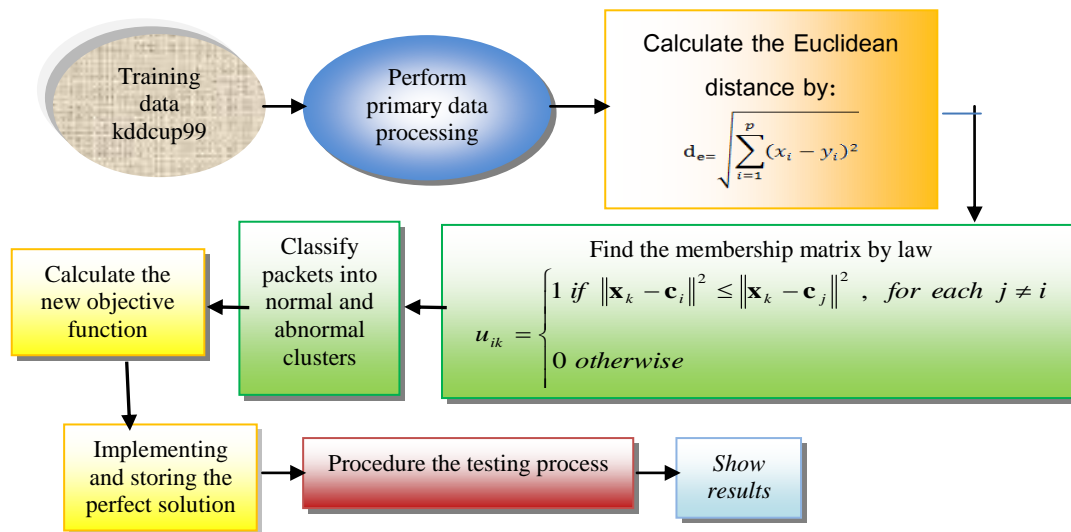 Training
data
kddcup99
Perform
primary data
processing
Calculate the Euclidean
distance by:
d_e= √(∑_{i=1}^{p} (x_i − y_i)²)
Find the membership matrix by law
u_{ik} = {1 if ‖x_k − c_i‖² ≤ ‖x_k − c_j‖² , for each j ≠ i
0 otherwise
Classify
packets into
normal and
abnormal
clusters
Calculate the
new objective
function
Implementing
and storing the
perfect solution
Procedure the testing process
Show
results